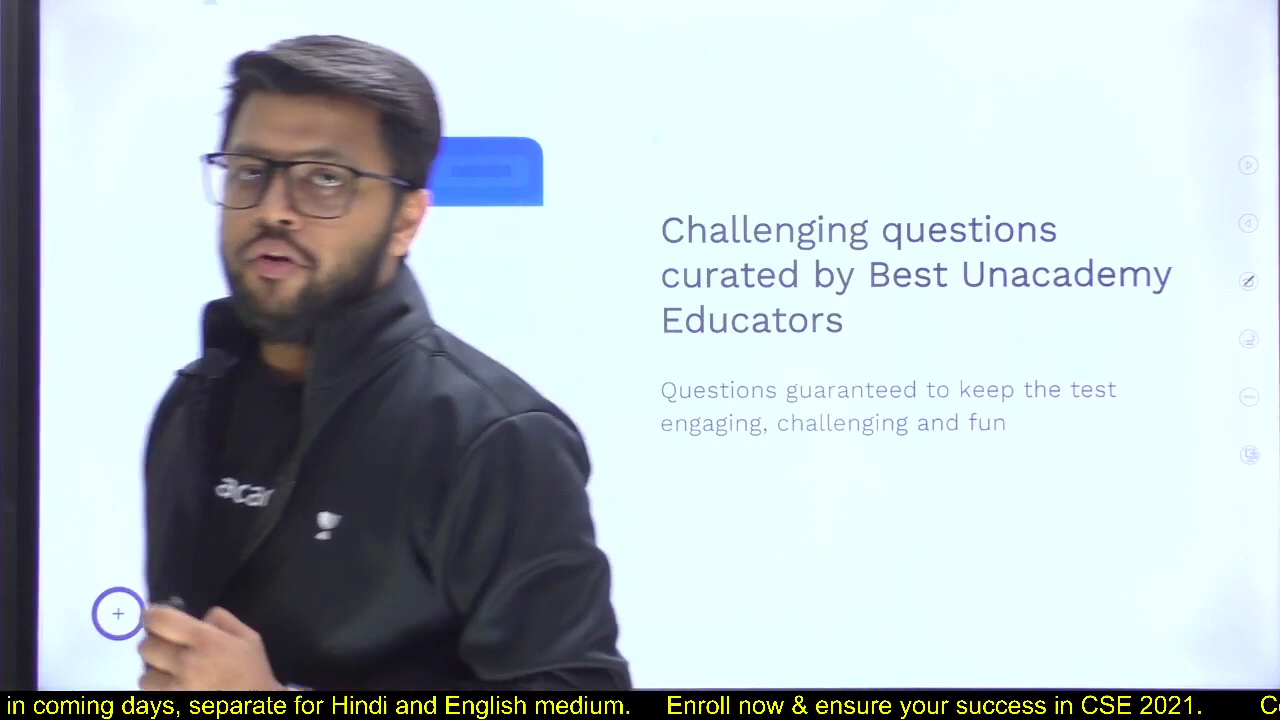 Challenging questions
curated by Best Unacademy
Educators
Questions guaranteed to keep the test
engaging, challenging and fun
acad
in coming days, separate for Hindi and English medium. Enroll now & ensure your success in CSE 2021. C